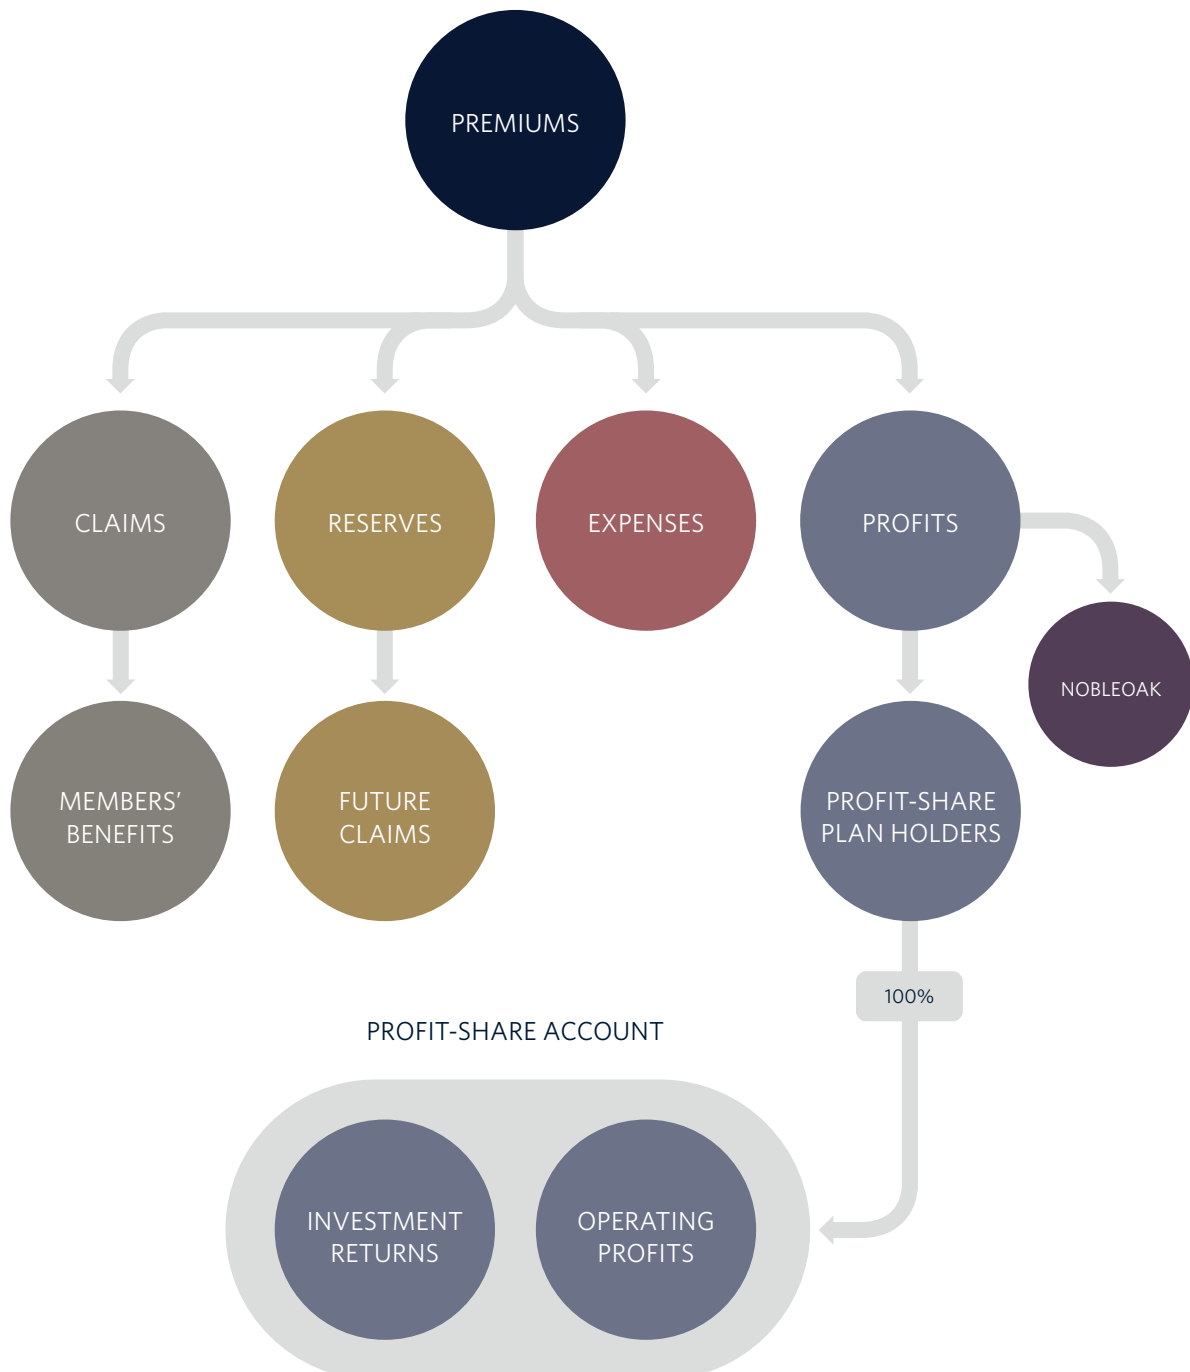 PREMIUMS
CLAIMS
RESERVES
EXPENSES
PROFITS
NOBLEOAK
MEMBERS’
BENEFITS
FUTURE
CLAIMS
PROFIT-SHARE
PLAN HOLDERS
100%
PROFIT-SHARE ACCOUNT
INVESTMENT
RETURNS
OPERATING
PROFITS